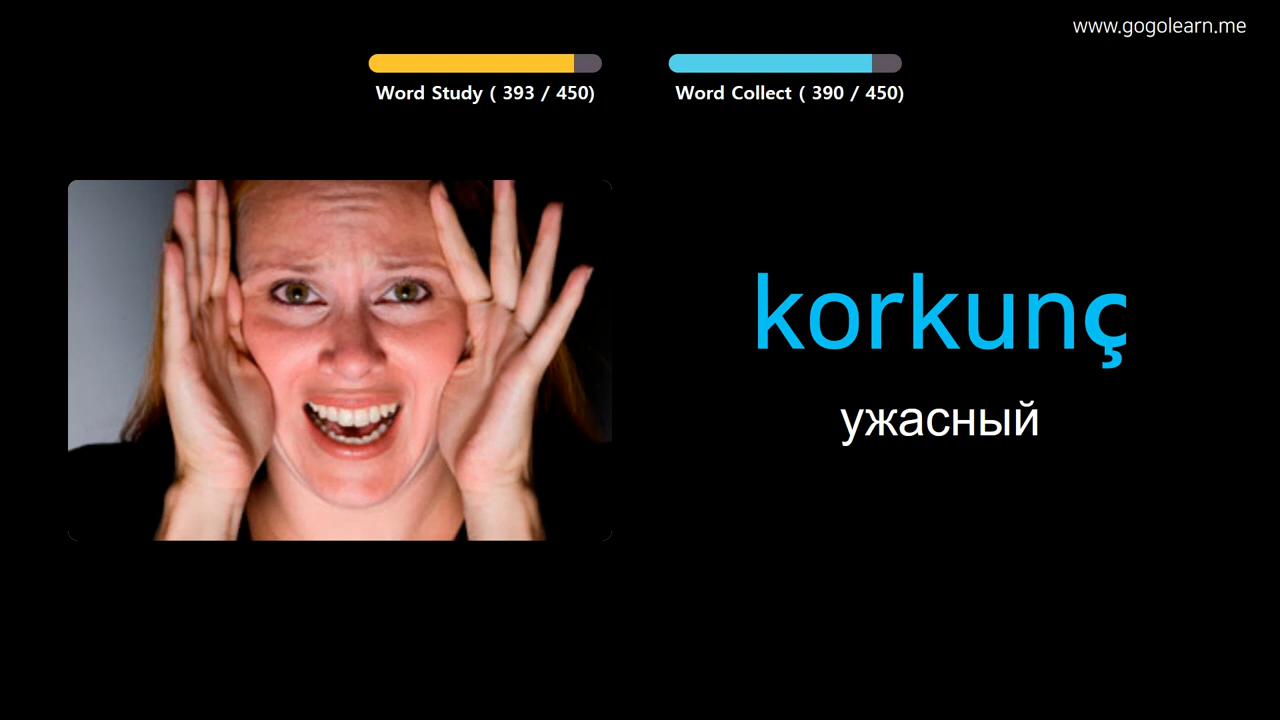 www.gogolearn.me
Word Study ( 393 / 450)
Word Collect ( 390 / 450)
korkunç
ужасный